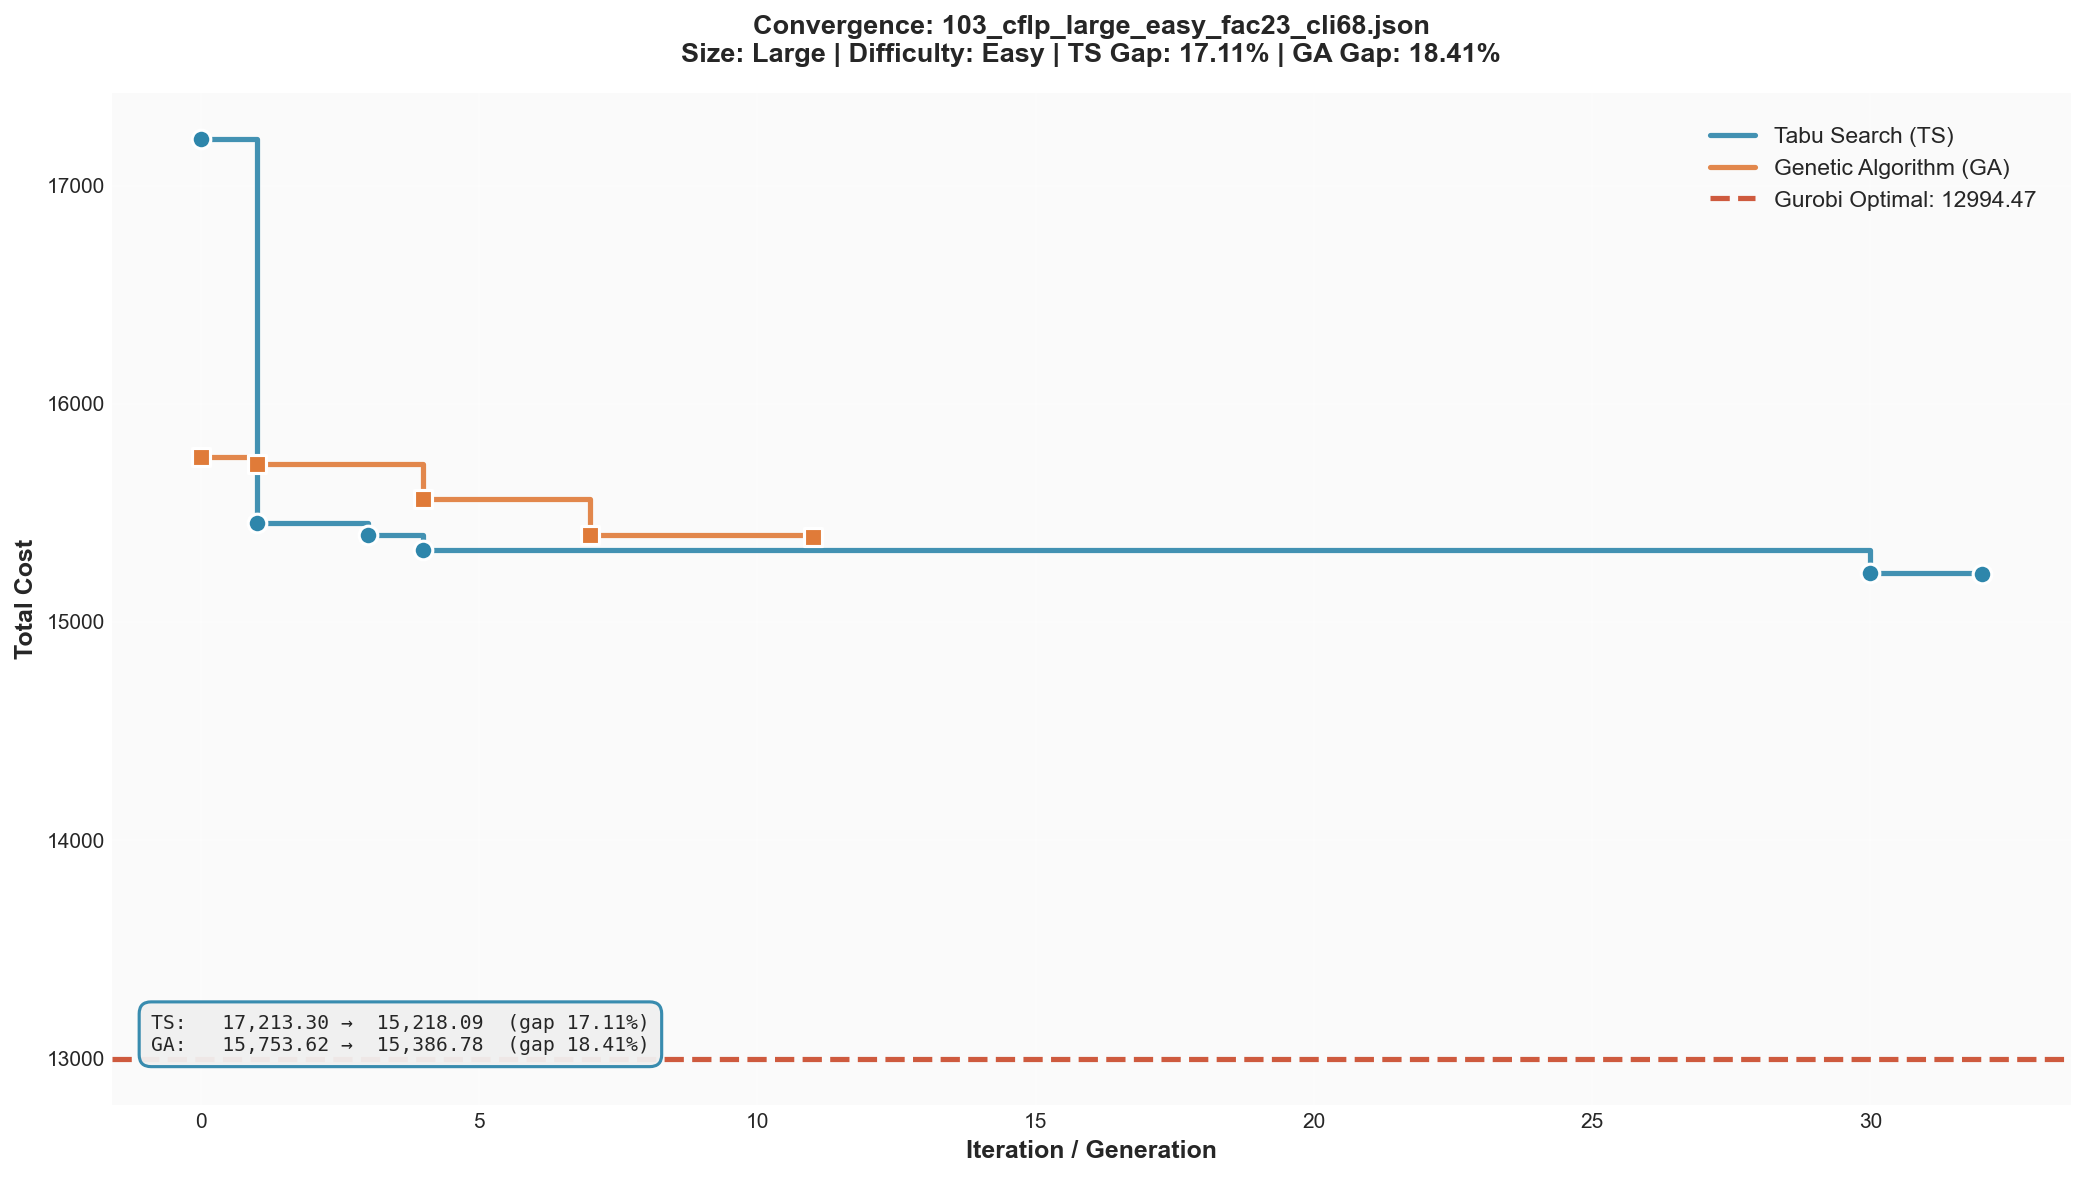 Convergence: 103_cflp_large_easy_fac23_cli68.json
Size: Large | Difficulty: Easy | TS Gap: 17.11% | GA Gap: 18.41%
Tabu Search (TS)
Genetic Algorithm (GA)
Gurobi Optimal: 12994.47
Total Cost
17000
16000
15000
14000
13000
TS: 17,213.30 → 15,218.09 (gap 17.11%)
GA: 15,753.62 → 15,386.78 (gap 18.41%)
0 5 10 15 20 25 30
Iteration / Generation